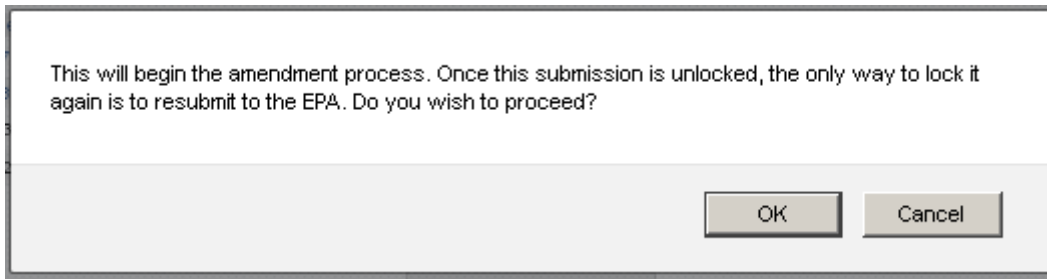 This will begin the amendment process. Once this submission is unlocked, the only way to lock it
again is to resubmit to the EPA. Do you wish to proceed?
OK
Cancel